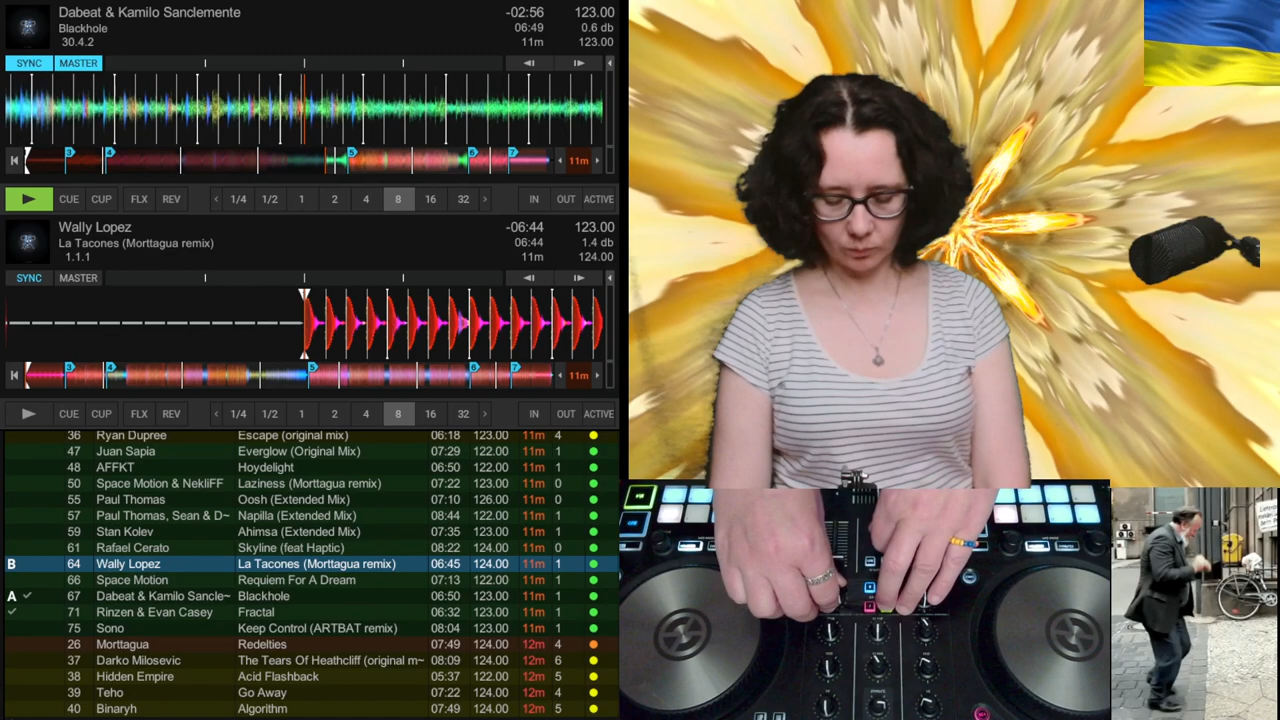 Dabeat & Kamilo Sanclemente -02:56 123.00
Blackhole 06:49 0.6 db
30.4.2 11m 123.00
SYNC MASTER
3 4 5 6 7 11m
CUE CUP FLX REV 1/4 1/2 1 2 4 8 16 32 IN OUT ACTIVE
Wally Lopez -06:44 123.00
La Tacones (Morttagua remix) 06:44 1.4 db
1.1.1 11m 124.00
SYNC MASTER
3 4 5 6 7 11m
CUE CUP FLX REV 1/4 1/2 1 2 4 8 16 32 IN OUT ACTIVE
36 Ryan Dupree Escape (original mix) 06:18 123.00 11m 4
47 Juan Sapia Everglow (Original Mix) 07:29 122.00 11m 1
48 AFFKT Hoydelight 06:50 122.00 11m 1
50 Space Motion & NekliFF Laziness (Morttagua remix) 07:22 123.00 11m 0
55 Paul Thomas Oosh (Extended Mix) 07:10 126.00 11m 0
57 Paul Thomas, Sean & D~ Napilla (Extended Mix) 08:44 122.00 11m 1
59 Stan Kolev Ahimsa (Extended Mix) 07:35 123.00 11m 1
61 Rafael Cerato Skyline (feat Haptic) 08:22 124.00 11m 0
B 64 Wally Lopez La Tacones (Morttagua remix) 06:45 124.00 11m 1
66 Space Motion Requiem For A Dream 07:13 122.00 11m 1
A 67 Dabeat & Kamilo Sancle~ Blackhole 06:50 123.00 11m 1
71 Rinzen & Evan Casey Fractal 06:32 123.00 11m 1
75 Sono Keep Control (ARTBAT remix) 08:04 123.00 11m 1
26 Morttagua Redelties 07:49 124.00 12m 4
37 Darko Milosevic The Tears Of Heathcliff (original m~ 08:09 124.00 12m 6
38 Hidden Empire Acid Flashback 05:37 122.00 12m 5
39 Teho Go Away 07:22 124.00 12m 4
40 Binaryh Algorithm 07:49 124.00 12m 5